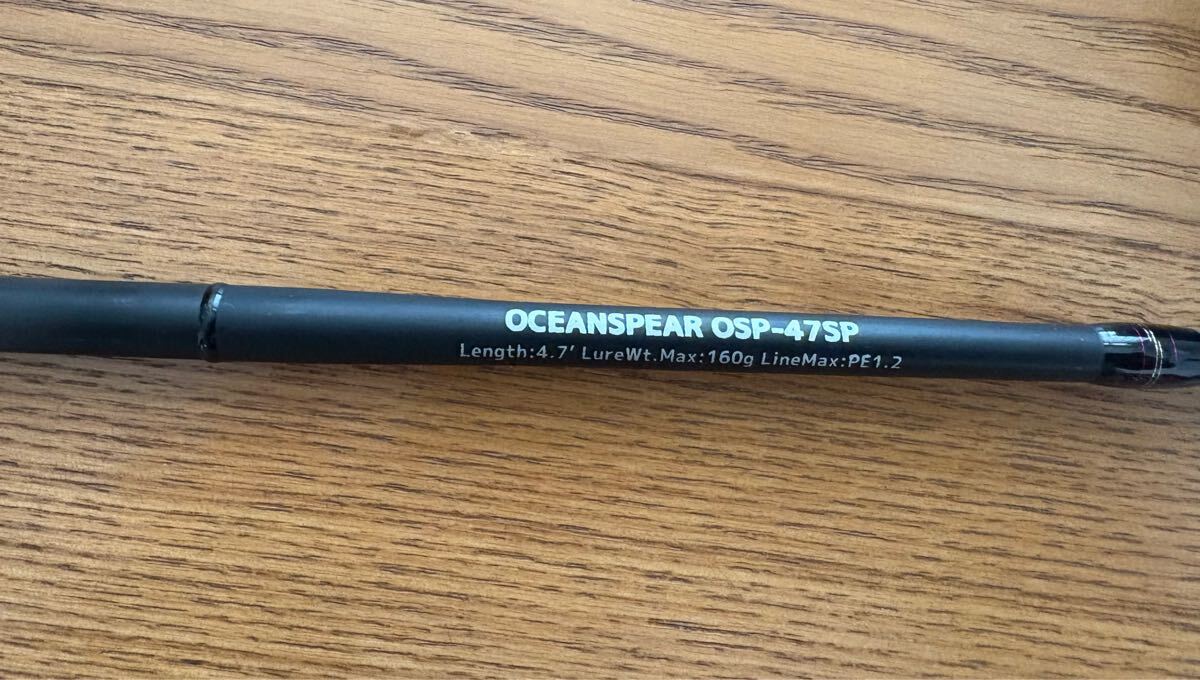 OCEANSPEAR OSP-47SP
Length:4.7' LureWt.Max:160g LineMax:PE1.2